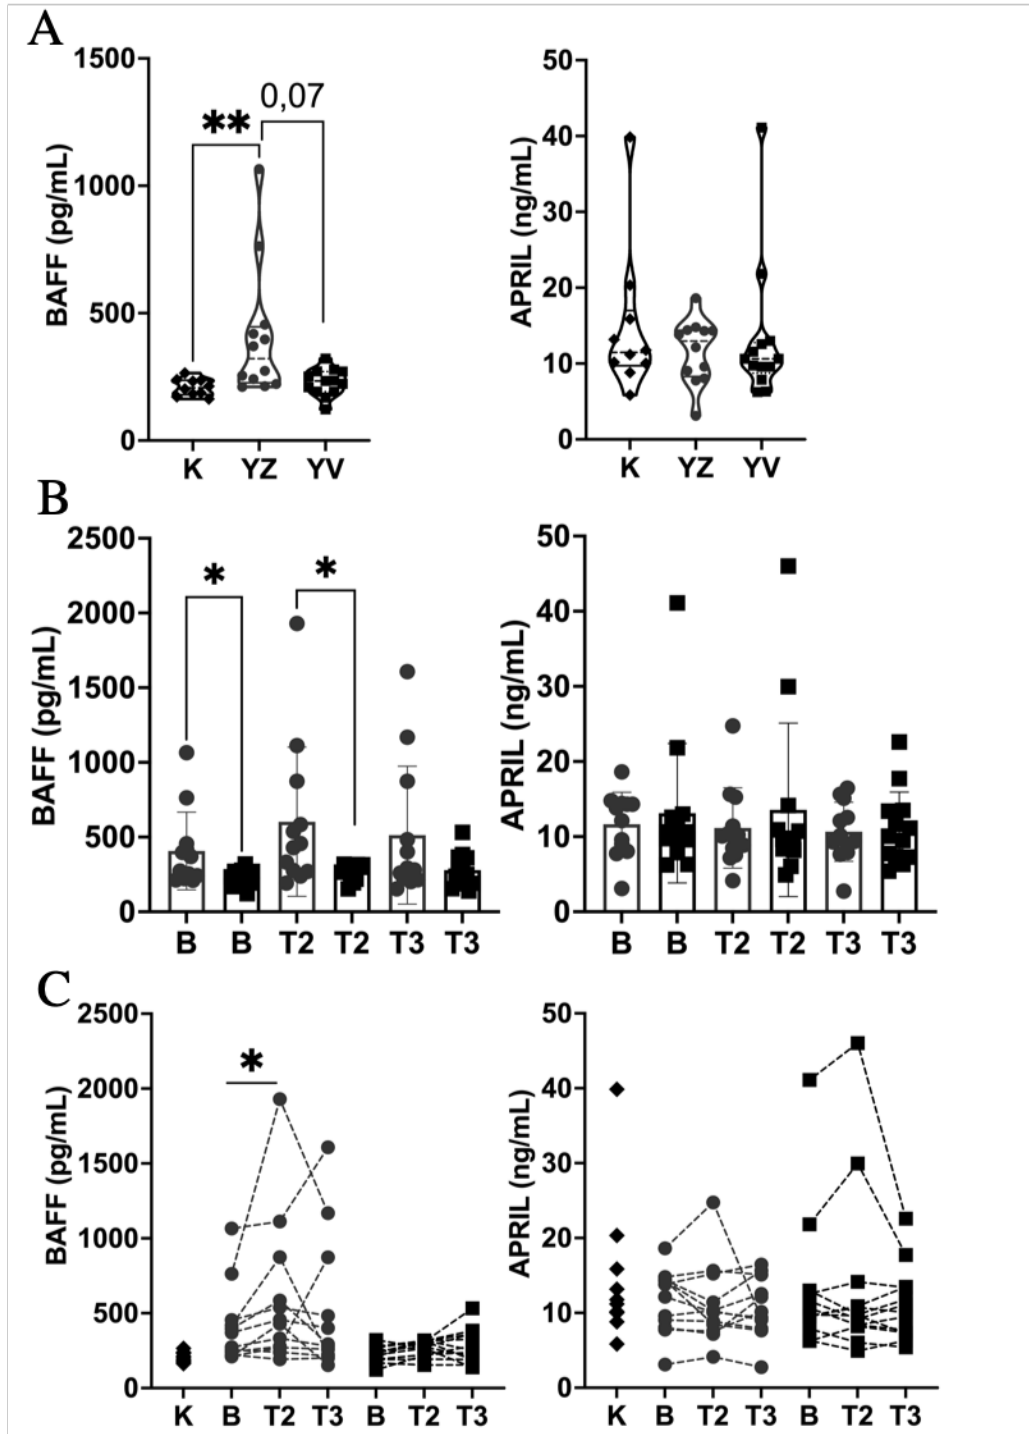 A
BAFF (pg/mL)
1500
1000
500
0
**
0,07
K YZ YV
APRIL (ng/mL)
50
40
30
20
10
0
K YZ YV
B
BAFF (pg/mL)
2500
2000
1500
1000
500
0
*
*
B B T2 T2 T3 T3
APRIL (ng/mL)
50
40
30
20
10
0
B B T2 T2 T3 T3
C
BAFF (pg/mL)
2500
2000
1500
1000
500
0
*
K B T2 T3 B T2 T3
APRIL (ng/mL)
50
40
30
20
10
0
K B T2 T3 B T2 T3